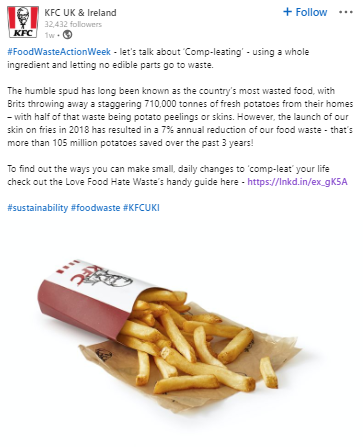 KFC UK & Ireland
32,432 followers
1w •
+ Follow
KFC
#FoodWasteActionWeek - let's talk about 'Comp-leating' - using a whole
ingredient and letting no edible parts go to waste.
The humble spud has long been known as the country's most wasted food, with
Brits throwing away a staggering 710,000 tonnes of fresh potatoes from their homes
– with half of that waste being potato peelings or skins. However, the launch of our
skin on fries in 2018 has resulted in a 7% annual reduction of our food waste - that's
more than 105 million potatoes saved over the past 3 years!
To find out the ways you can make small, daily changes to 'comp-leat' your life
check out the Love Food Hate Waste's handy guide here - https://lnkd.in/ex_gK5A
#sustainability #foodwaste #KFCUKI
KFC